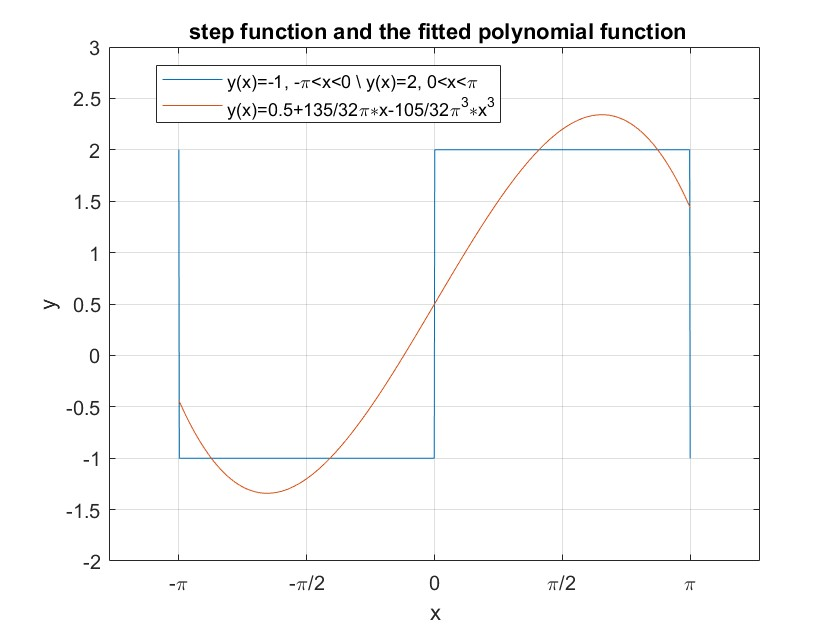 step function and the fitted polynomial function
y(x)=-1, -π<x<0 \ y(x)=2, 0<x<π
y(x)=0.5+135/32π*x-105/32π³*x³
3
2.5
2
1.5
1
0.5
0
-0.5
-1
-1.5
-2
y
-π
-π/2
0
π/2
π
x